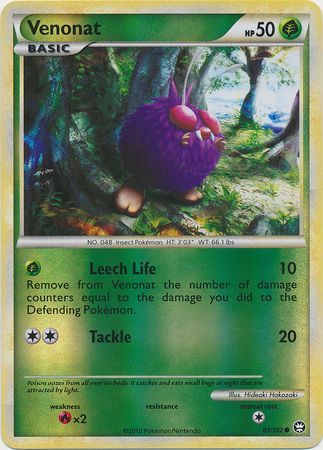 Venonat
HP 50
BASIC
NO. 048 Insect Pokémon HT: 3'03" WT: 66.1 lbs.
Leech Life 10
Remove from Venonat the number of damage
counters equal to the damage you did to the
Defending Pokémon.
Tackle 20
Poison oozes from all over its body. It catches and eats small bugs at night that are
attracted by light.
Illus. Hideaki Hakozaki
weakness resistance retreat cost
×2
©2010 Pokémon/Nintendo 81/102